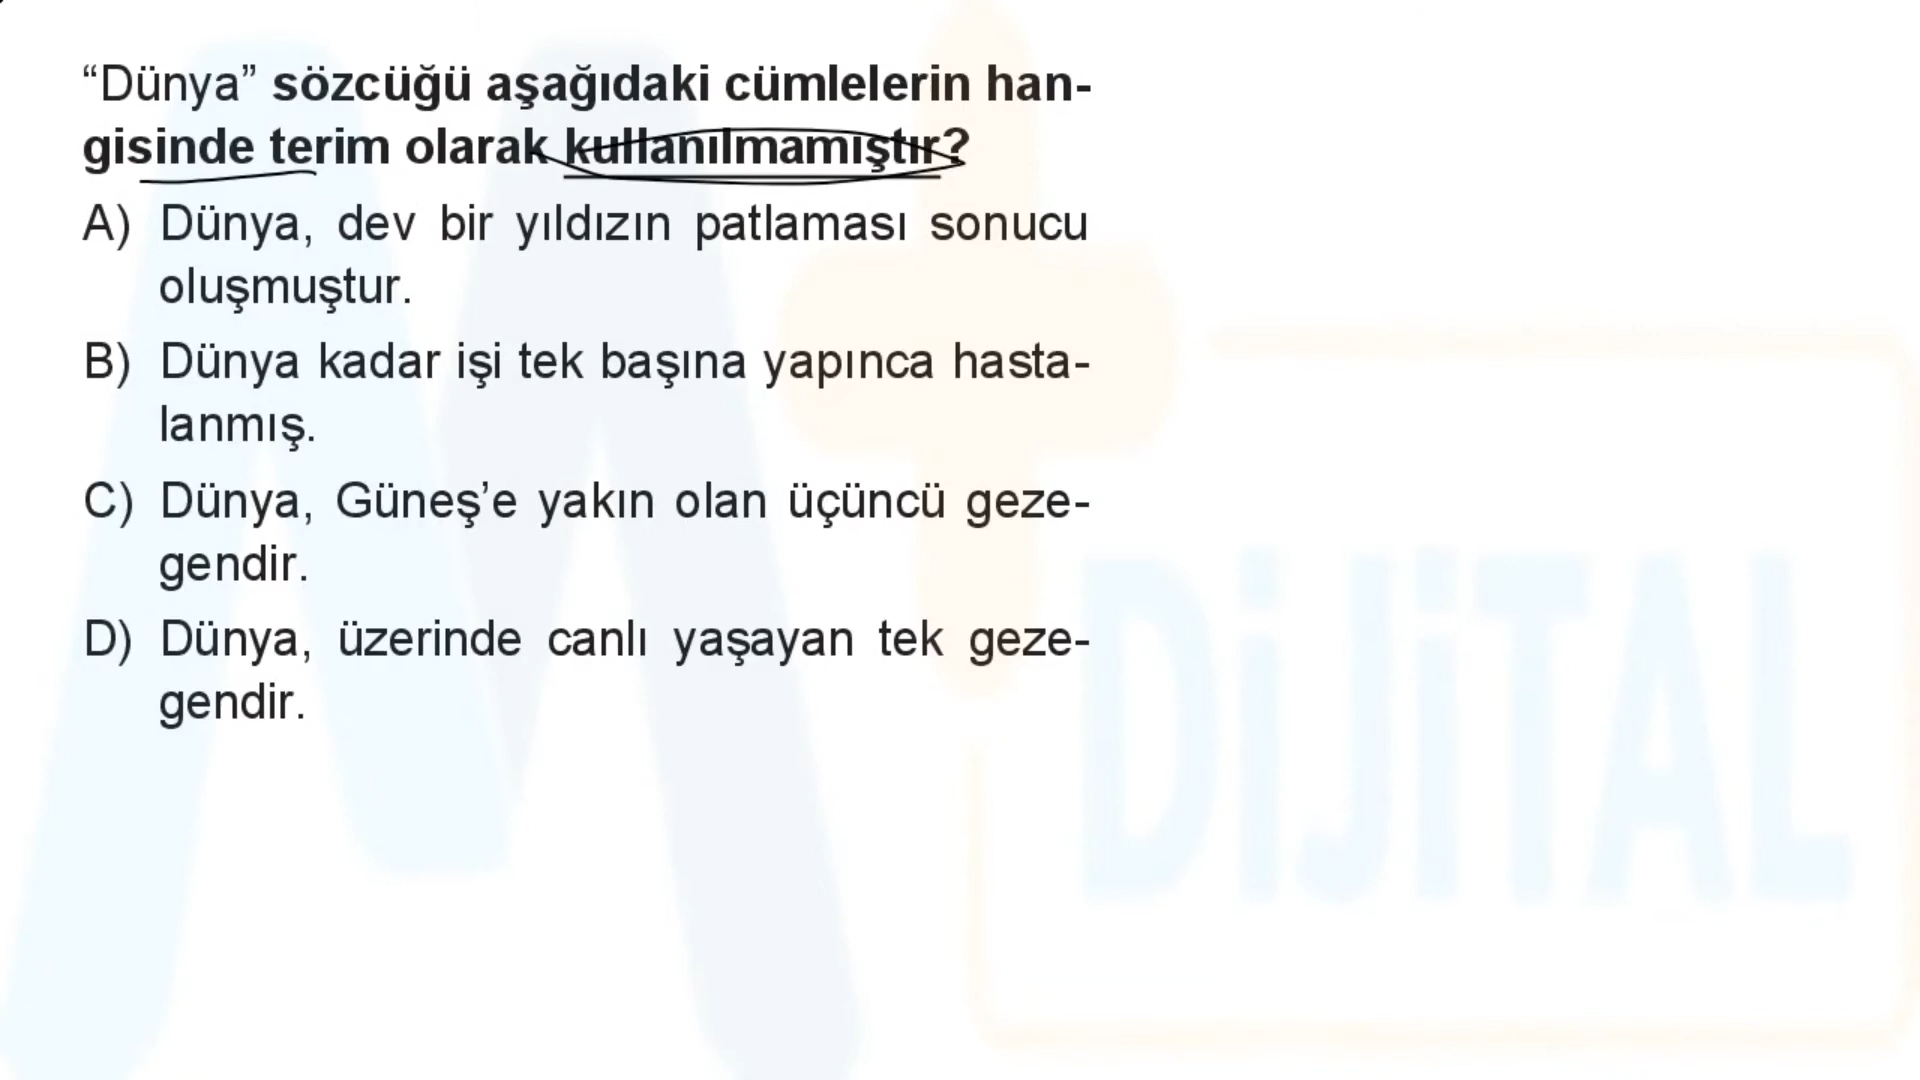 “Dünya” sözcüğü aşağıdaki cümlelerin han-
gisinde terim olarak kullanılmamıştır?
A) Dünya, dev bir yıldızın patlaması sonucu
oluşmuştur.
B) Dünya kadar işi tek başına yapınca hasta-
lanmış.
C) Dünya, Güneş’e yakın olan üçüncü geze-
gendir.
D) Dünya, üzerinde canlı yaşayan tek geze-
gendir.
DİJİTAL